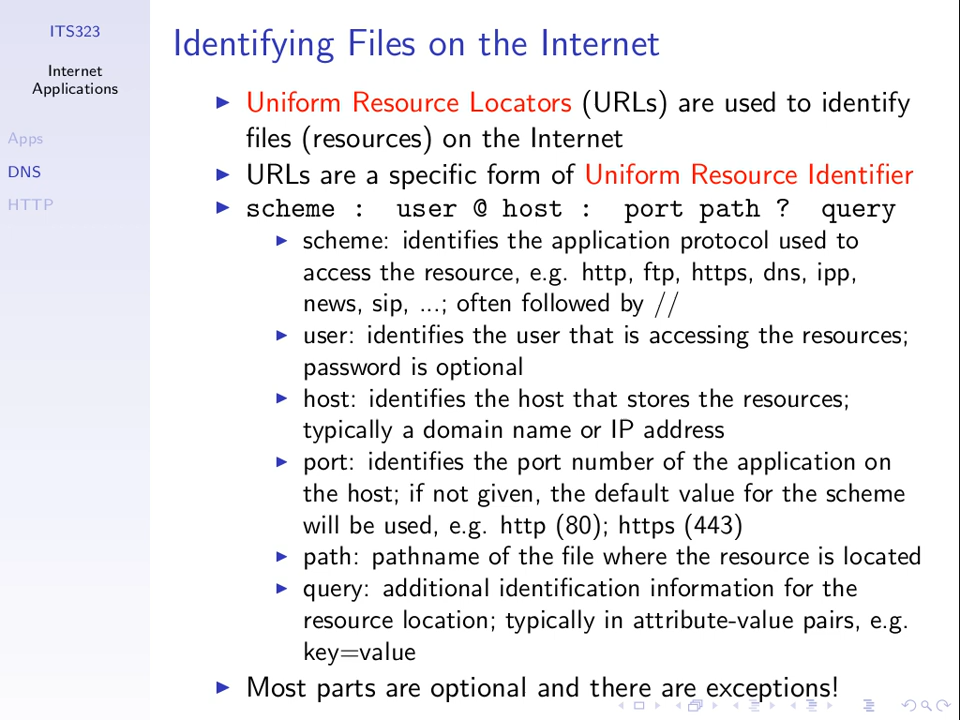 ITS323
Internet
Applications
Apps
DNS
HTTP
Identifying Files on the Internet
Uniform Resource Locators (URLs) are used to identify
files (resources) on the Internet
URLs are a specific form of Uniform Resource Identifier
scheme : user @ host : port path ? query
scheme: identifies the application protocol used to
access the resource, e.g. http, ftp, https, dns, ipp,
news, sip, ...; often followed by //
user: identifies the user that is accessing the resources;
password is optional
host: identifies the host that stores the resources;
typically a domain name or IP address
port: identifies the port number of the application on
the host; if not given, the default value for the scheme
will be used, e.g. http (80); https (443)
path: pathname of the file where the resource is located
query: additional identification information for the
resource location; typically in attribute-value pairs, e.g.
key=value
Most parts are optional and there are exceptions!